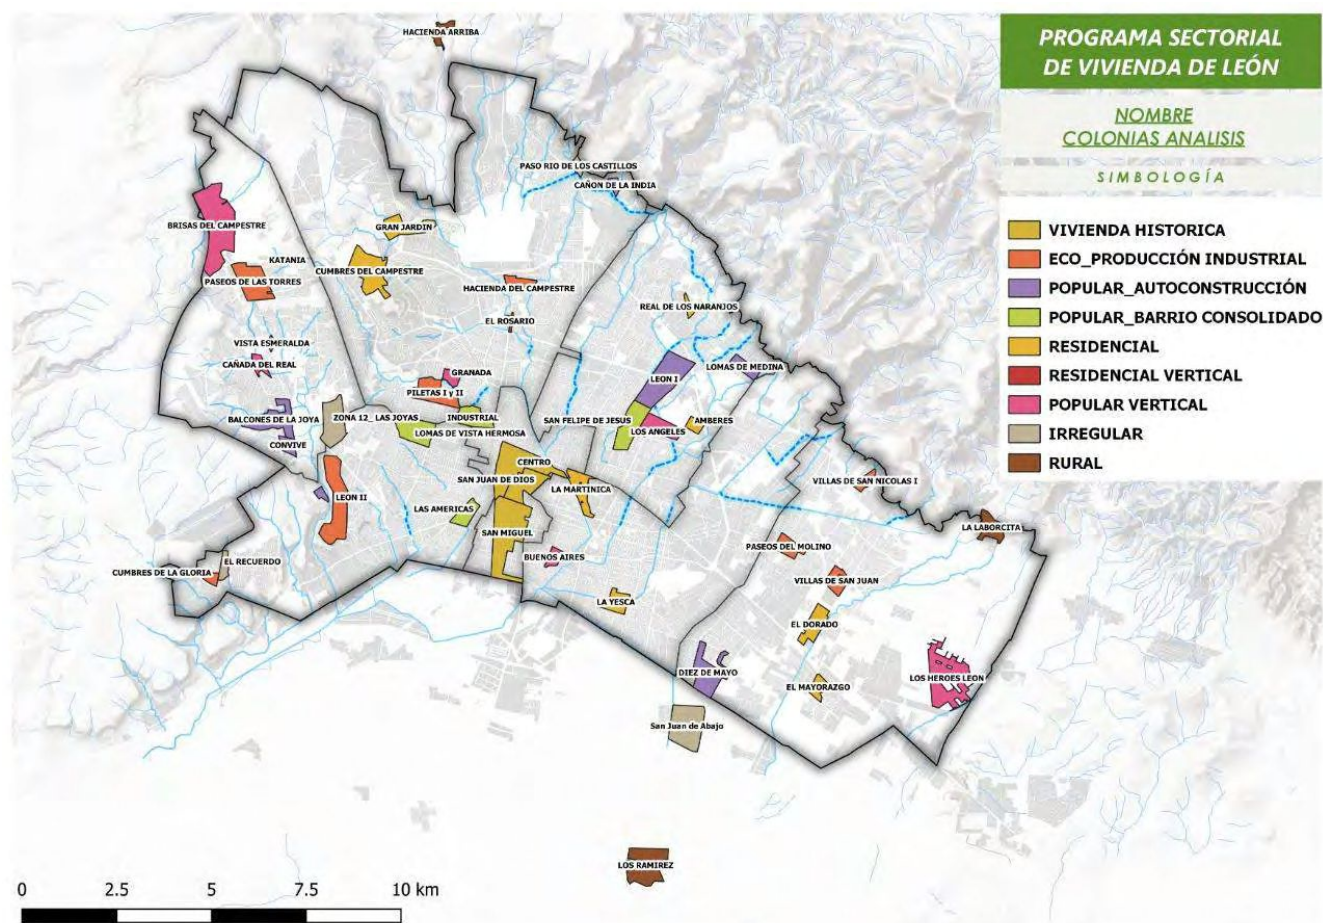 PROGRAMA SECTORIAL
DE VIVIENDA DE LEÓN
NOMBRE
COLONIAS ANALISIS
SIMBOLOGÍA
VIVIENDA HISTORICA
ECO_PRODUCCIÓN INDUSTRIAL
POPULAR_AUTOCONSTRUCCIÓN
POPULAR_BARRIO CONSOLIDADO
RESIDENCIAL
RESIDENCIAL VERTICAL
POPULAR VERTICAL
IRREGULAR
RURAL
HACIENDA ARRIBA
PASO RIO DE LOS CASTILLOS
CAÑON DE LA INDIA
BRISAS DEL CAMPESTRE
GRAN JARDIN
KATANIA
CUMBRES DEL CAMPESTRE
PASEOS DE LAS TORRES
HACIENDA DEL CAMPESTRE
REAL DE LOS NARANJOS
EL ROSARIO
VISTA ESMERALDA
CAÑADA DEL REAL
GRANADA
LEON I
LOMAS DE MEDINA
PILETAS I y II
BALCONES DE LA JOYA
ZONA 12_ LAS JOYAS
INDUSTRIAL
SAN FELIPE DE JESUS
AMBERES
LOS ANGELES
LOMAS DE VISTA HERMOSA
CONVIVE
CENTRO
SAN JUAN DE DIOS
LA MARTINICA
VILLAS DE SAN NICOLAS I
LEON II
LAS AMERICAS
LA LABORCITA
SAN MIGUEL
PASEOS DEL MOLINO
BUENOS AIRES
EL RECUERDO
CUMBRES DE LA GLORIA
VILLAS DE SAN JUAN
LA YESCA
EL DORADO
DIEZ DE MAYO
LOS HEROES LEON
EL MAYORAZGO
San Juan de Abajo
LOS RAMIREZ
0 2.5 5 7.5 10 km